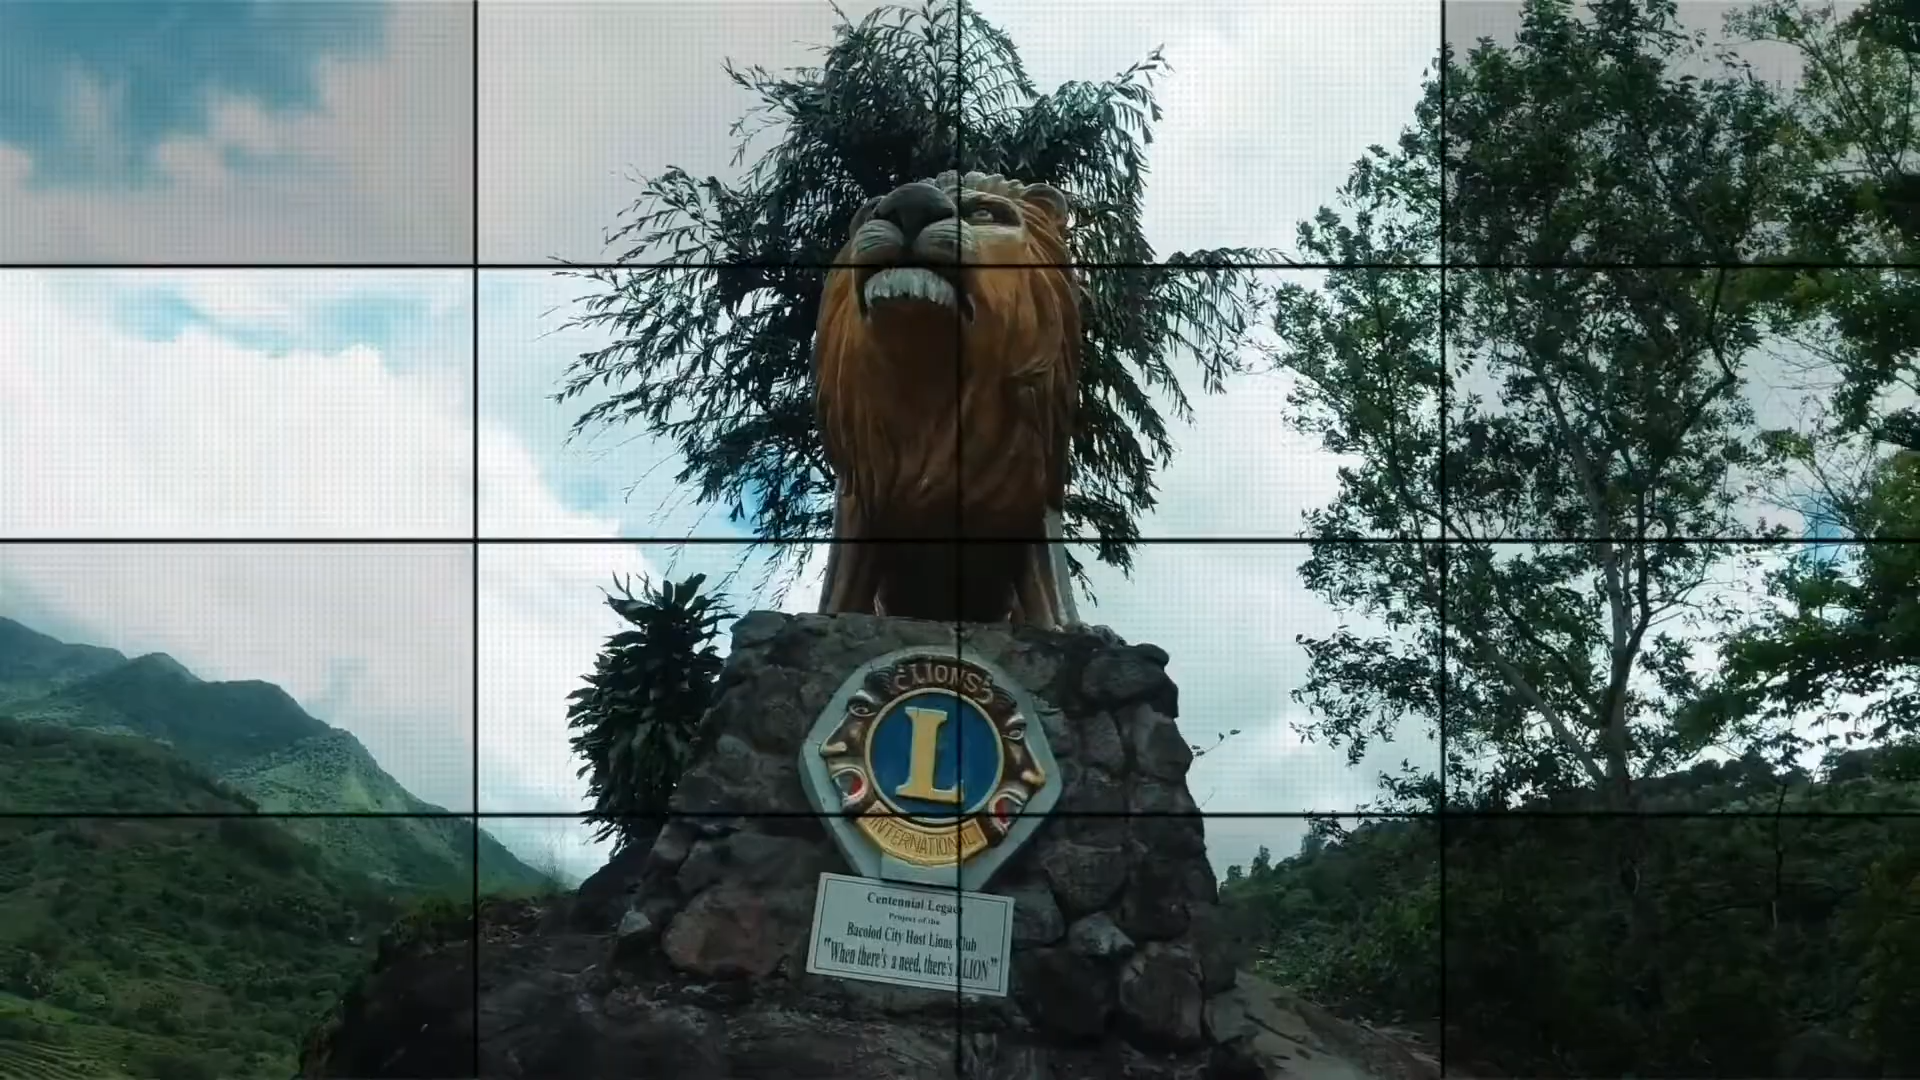 LIONS
L
INTERNATIONAL
Centennial Legacy
Project of the
Bacolod City Host Lions Club
"When there's a need, there's a LION"